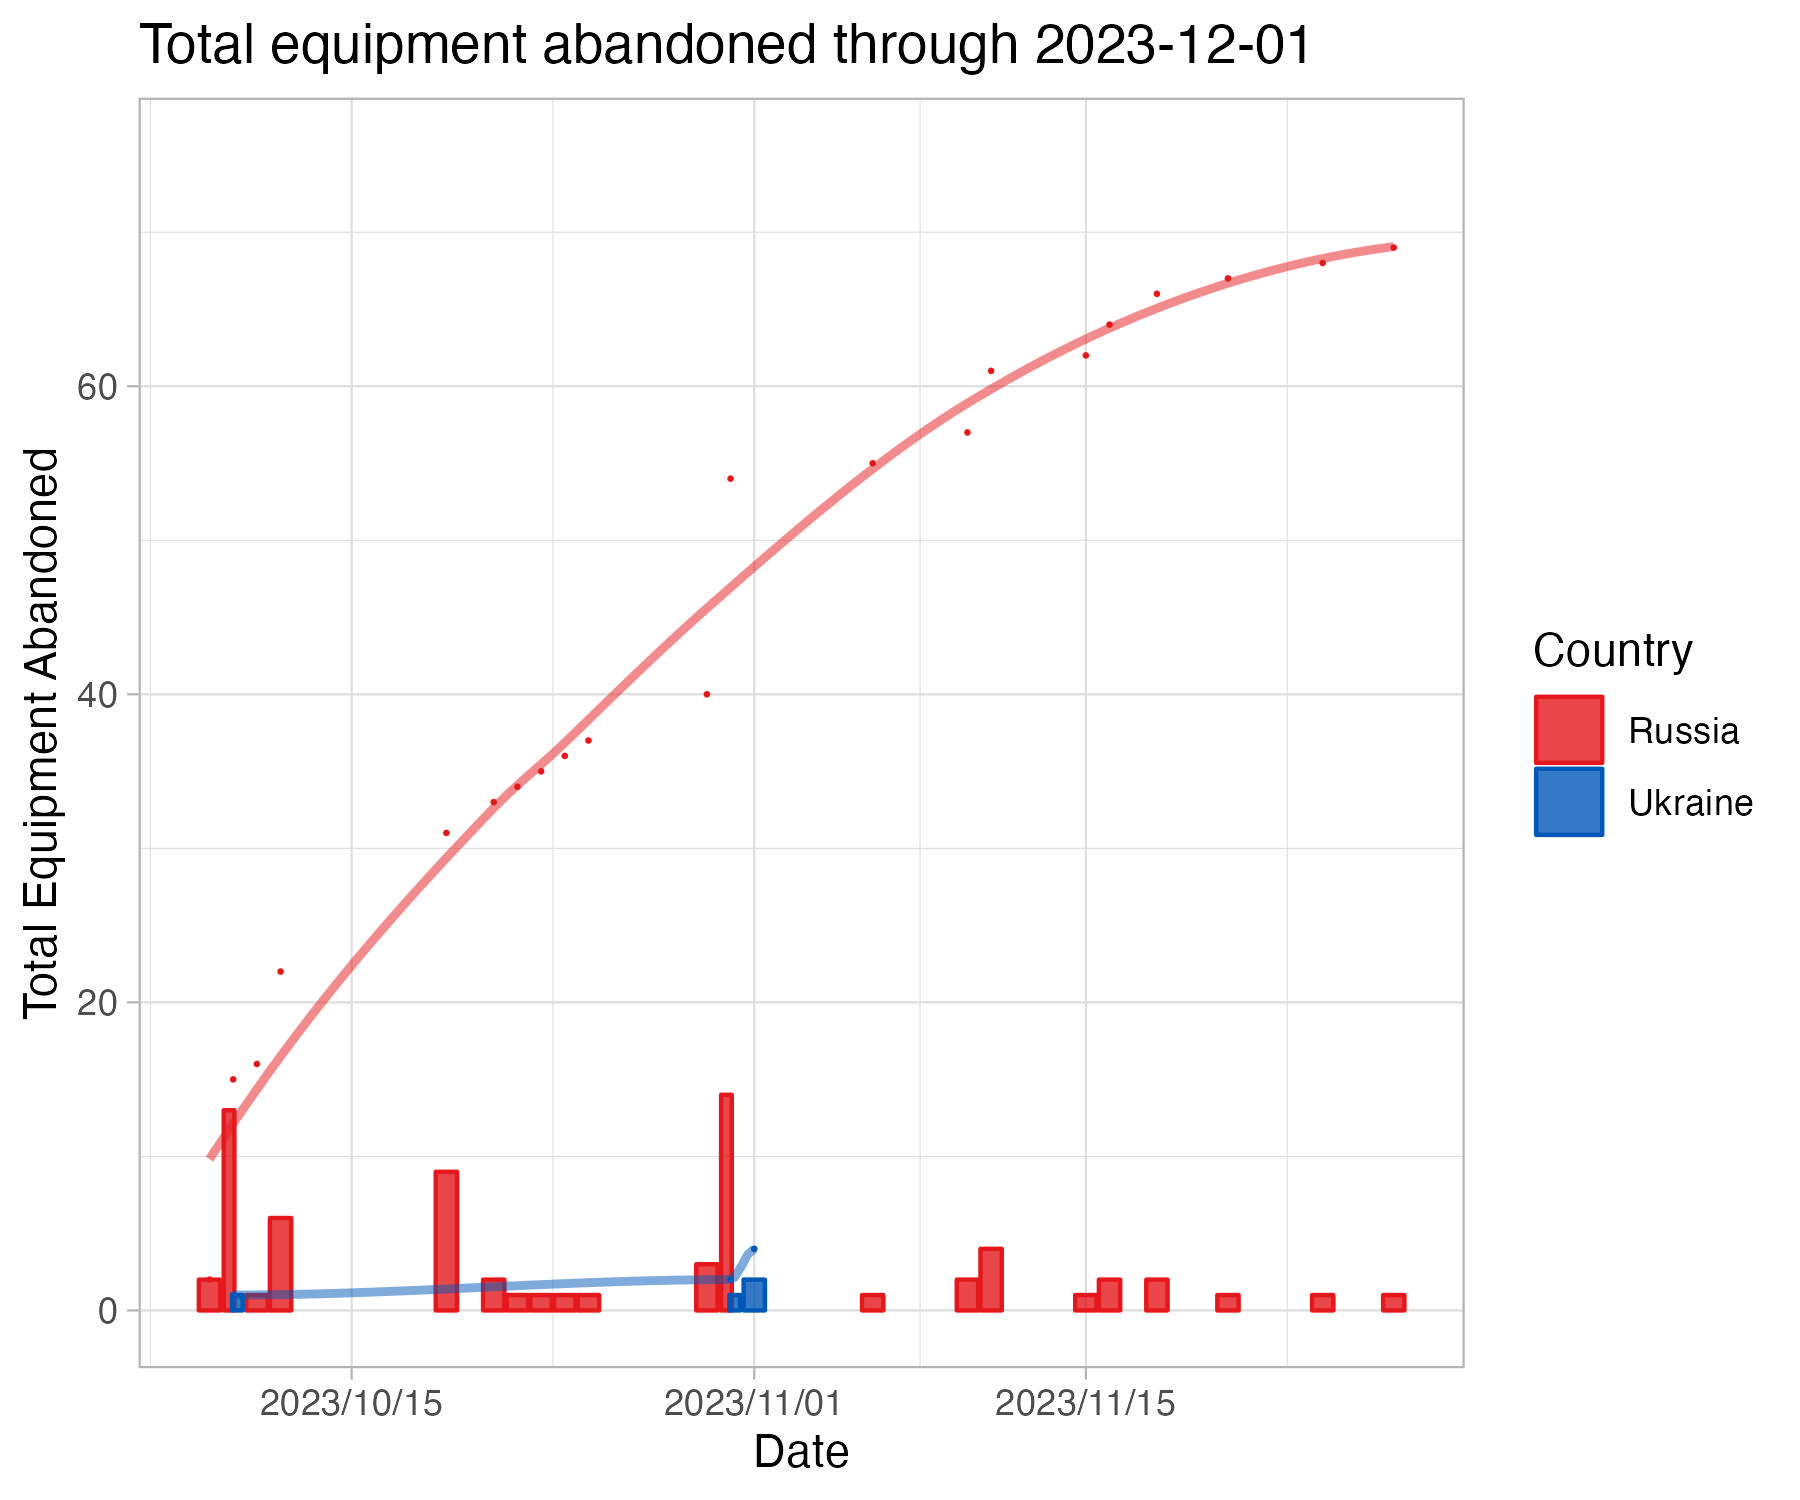 Total equipment abandoned through 2023-12-01
Total Equipment Abandoned
60
40
20
0
2023/10/15
2023/11/01
2023/11/15
Date
Country
Russia
Ukraine